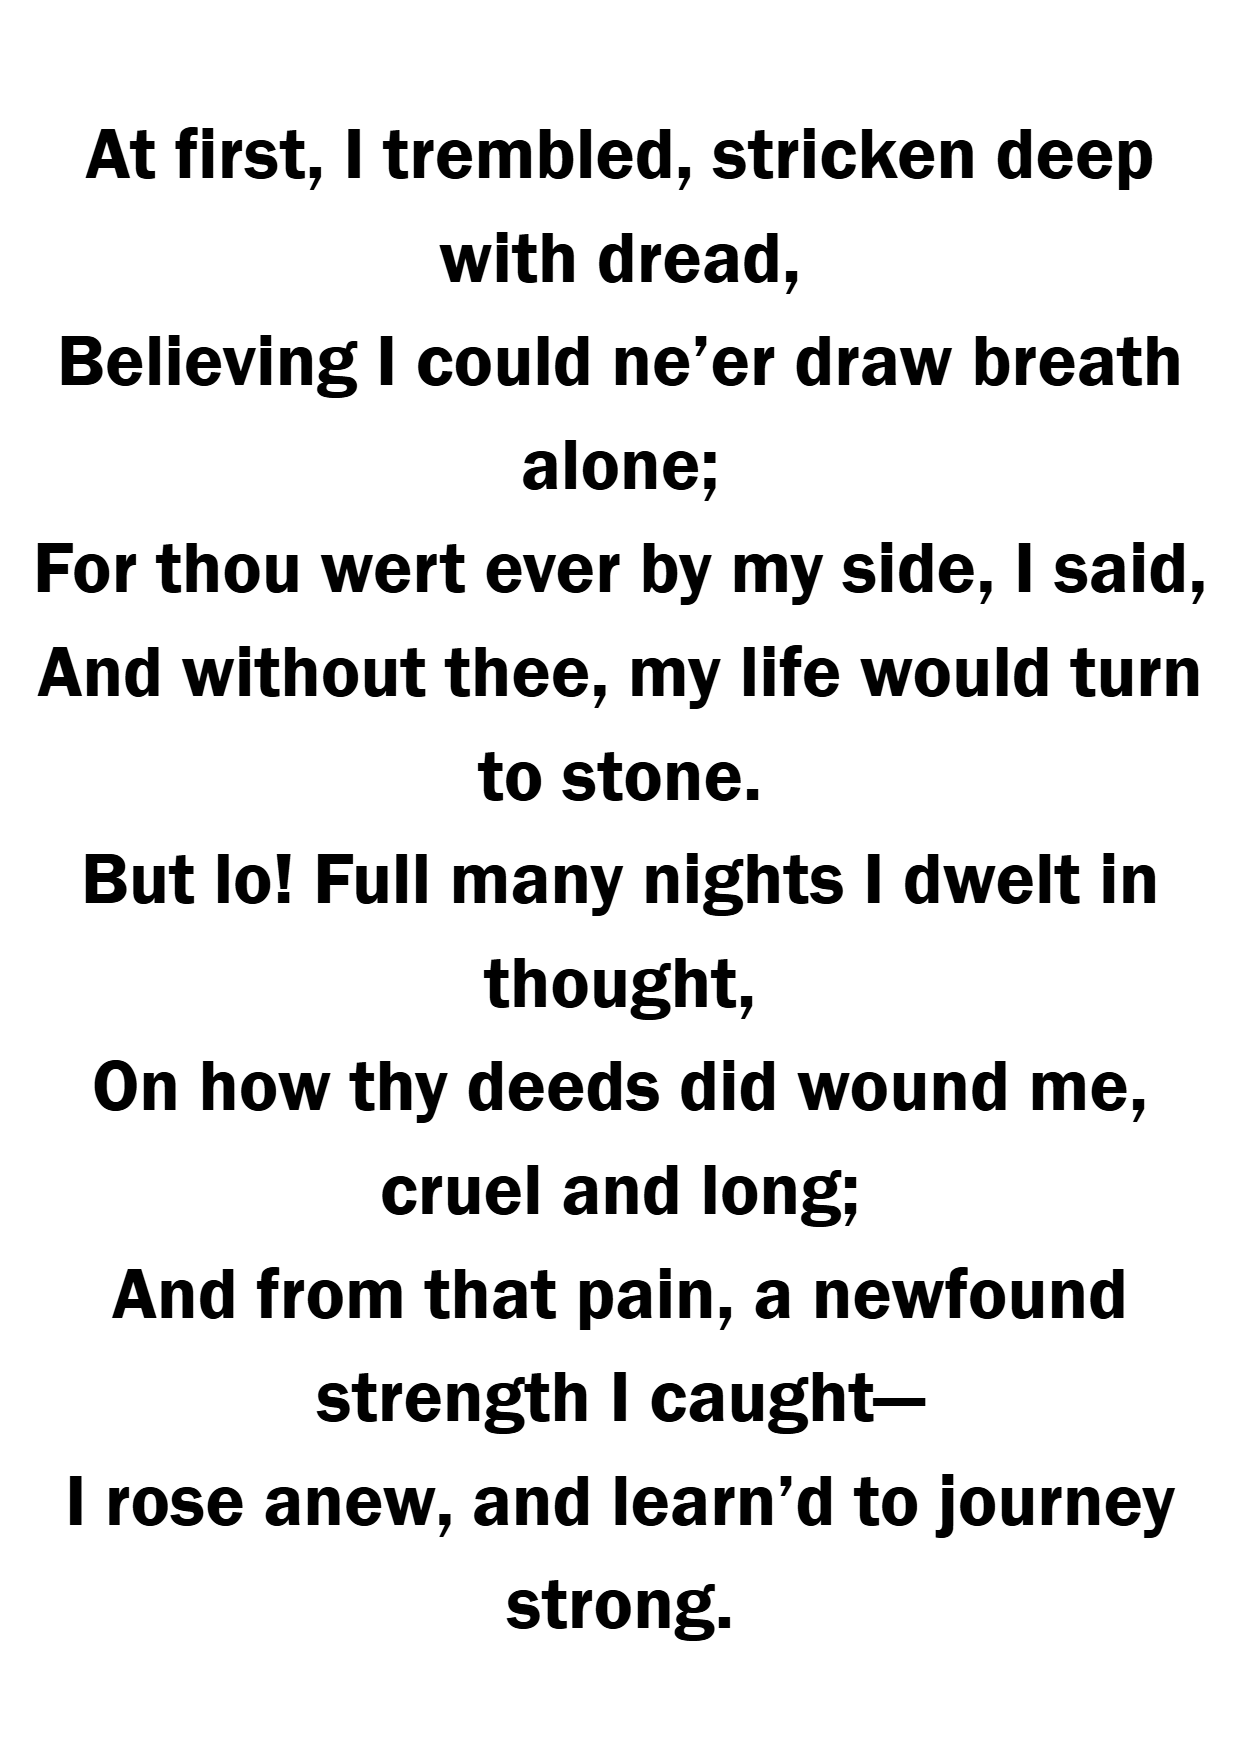 At first, I trembled, stricken deep
with dread,
Believing I could ne’er draw breath
alone;
For thou wert ever by my side, I said,
And without thee, my life would turn
to stone.
But lo! Full many nights I dwelt in
thought,
On how thy deeds did wound me,
cruel and long;
And from that pain, a newfound
strength I caught—
I rose anew, and learn’d to journey
strong.